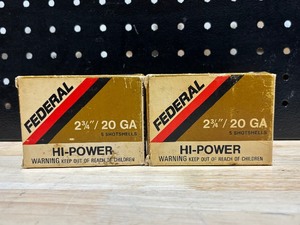 FEDERAL
2¾"/ 20 GA
5 SHOTSHELLS
HI-POWER
WARNING KEEP OUT OF REACH OF CHILDREN.
FEDERAL
2¾"/ 20 GA
5 SHOTSHELLS
HI-POWER
WARNING KEEP OUT OF REACH OF CHILDREN.